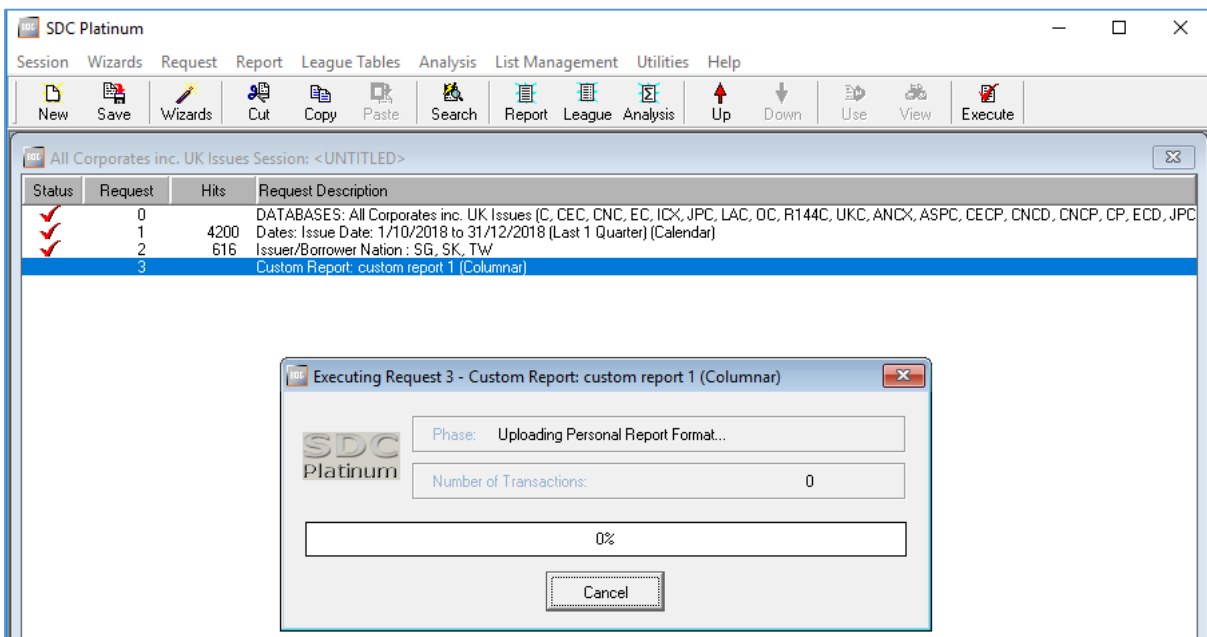 SDC Platinum
Session Wizards Request Report League Tables Analysis List Management Utilities Help
New Save Wizards Cut Copy Paste Search Report League Analysis Up Down Use View Execute
All Corporates inc. UK Issues Session: <UNTITLED>
Status Request Hits Request Description
0 DATABASES: All Corporates inc. UK Issues (C, CEC, CNC, EC, ICX, JPC, LAC, OC, R144C, UKC, ANCX, ASPC, CECP, CNCD, CNCP, CP, ECD, JPC
1 4200 Dates: Issue Date: 1/10/2018 to 31/12/2018 (Last 1 Quarter) (Calendar)
2 616 Issuer/Borrower Nation : SG, SK, TW
3 Custom Report: custom report 1 (Columnar)
Executing Request 3 - Custom Report: custom report 1 (Columnar)
SDC
Platinum
Phase: Uploading Personal Report Format...
Number of Transactions: 0
0%
Cancel